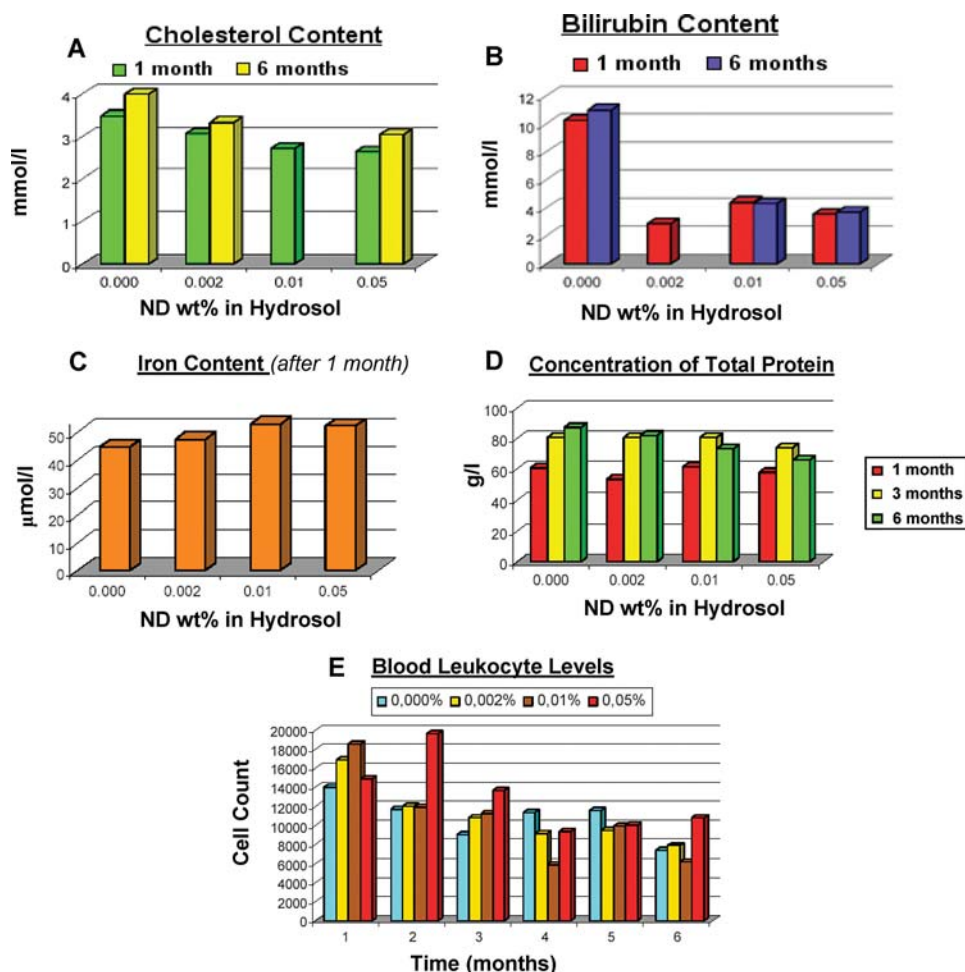 A
Cholesterol Content
1 month 6 months
mmol/l
4
3
2
1
0
0.000 0.002 0.01 0.05
ND wt% in Hydrosol
B
Bilirubin Content
1 month 6 months
mmol/l
12
10
8
6
4
2
0
0.000 0.002 0.01 0.05
ND wt% in Hydrosol
C
Iron Content (after 1 month)
µmol/l
50
40
30
20
10
0
0.000 0.002 0.01 0.05
ND wt% in Hydrosol
D
Concentration of Total Protein
g/l
100
80
60
40
20
0
0.000 0.002 0.01 0.05
ND wt% in Hydrosol
1 month
3 months
6 months
E
Blood Leukocyte Levels
0,000% 0,002% 0,01% 0,05%
Cell Count
20000
18000
16000
14000
12000
10000
8000
6000
4000
2000
0
1 2 3 4 5 6
Time (months)